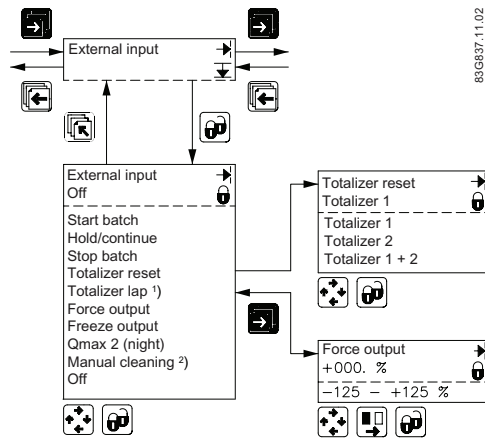 83G837.11.02
External input
External input
Off
Start batch
Hold/continue
Stop batch
Totalizer reset
Totalizer lap ¹)
Force output
Freeze output
Qmax 2 (night)
Manual cleaning ²)
Off
Totalizer reset
Totalizer 1
Totalizer 1
Totalizer 2
Totalizer 1 + 2
Force output
+000. %
−125 − +125 %